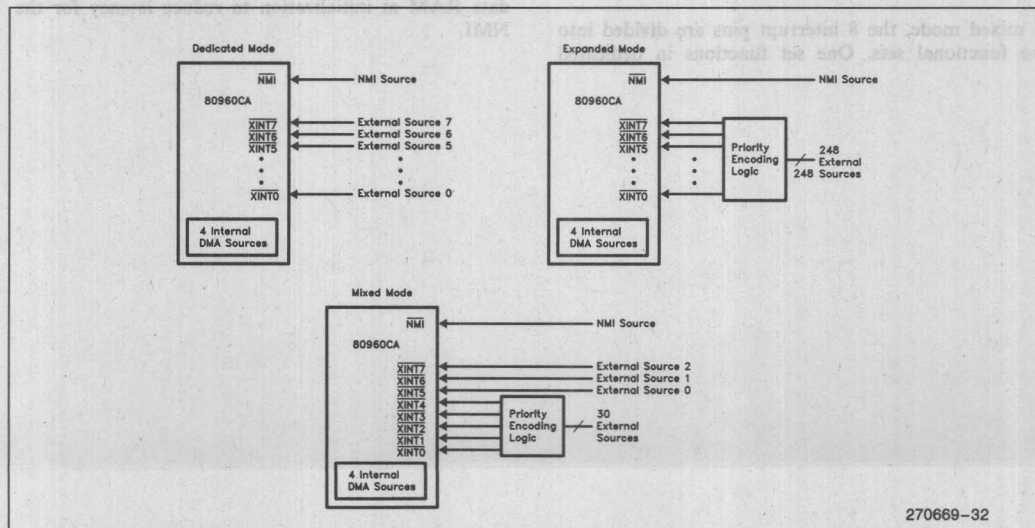 data RAM at initialization to reduce latency for the
NMI.
mixed mode, the 8 interrupt pins are divided into
o functional sets. One set functions in dedicated
Dedicated Mode
NMI
NMI Source
80960CA
XINT7
External Source 7
XINT6
External Source 6
XINT5
External Source 5
XINT0
External Source 0
4 Internal
DMA Sources
Expanded Mode
NMI
NMI Source
80960CA
XINT7
XINT6
XINT5
XINT0
Priority
Encoding
Logic
248
External
248 Sources
4 Internal
DMA Sources
Mixed Mode
NMI
NMI Source
80960CA
XINT7
External Source 2
XINT6
External Source 1
XINT5
External Source 0
XINT4
XINT3
XINT2
XINT1
XINT0
Priority
Encoding
Logic
30
External
Sources
4 Internal
DMA Sources
270669-32